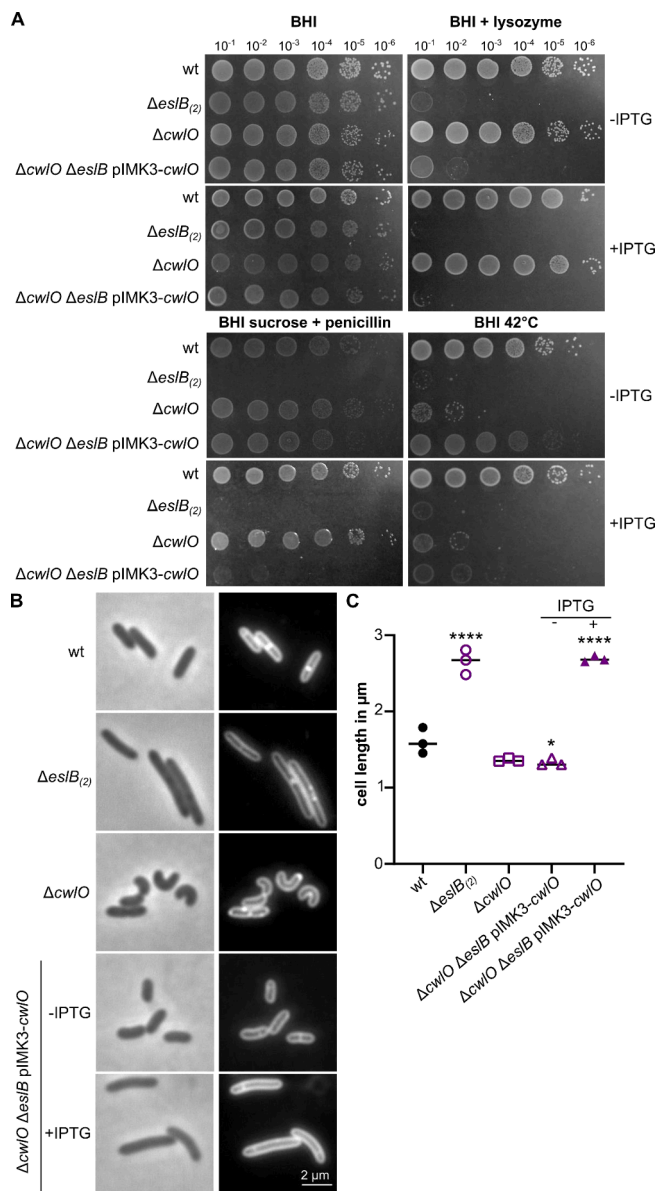 A
BHI
BHI + lysozyme
10-1 10-2 10-3 10-4 10-5 10-6
10-1 10-2 10-3 10-4 10-5 10-6
wt
ΔeslB(2)
ΔcwlO
ΔcwlO ΔeslB pIMK3-cwlO
-IPTG
wt
ΔeslB(2)
ΔcwlO
ΔcwlO ΔeslB pIMK3-cwlO
+IPTG
BHI sucrose + penicillin
BHI 42°C
wt
ΔeslB(2)
ΔcwlO
ΔcwlO ΔeslB pIMK3-cwlO
-IPTG
wt
ΔeslB(2)
ΔcwlO
ΔcwlO ΔeslB pIMK3-cwlO
+IPTG
B
wt
ΔeslB(2)
ΔcwlO
ΔcwlO ΔeslB pIMK3-cwlO
-IPTG
+IPTG
2 µm
C
IPTG
- +
****
****
*
cell length in µm
3
2
1
0
wt
ΔeslB(2)
ΔcwlO
ΔcwlO ΔeslB pIMK3-cwlO
ΔcwlO ΔeslB pIMK3-cwlO